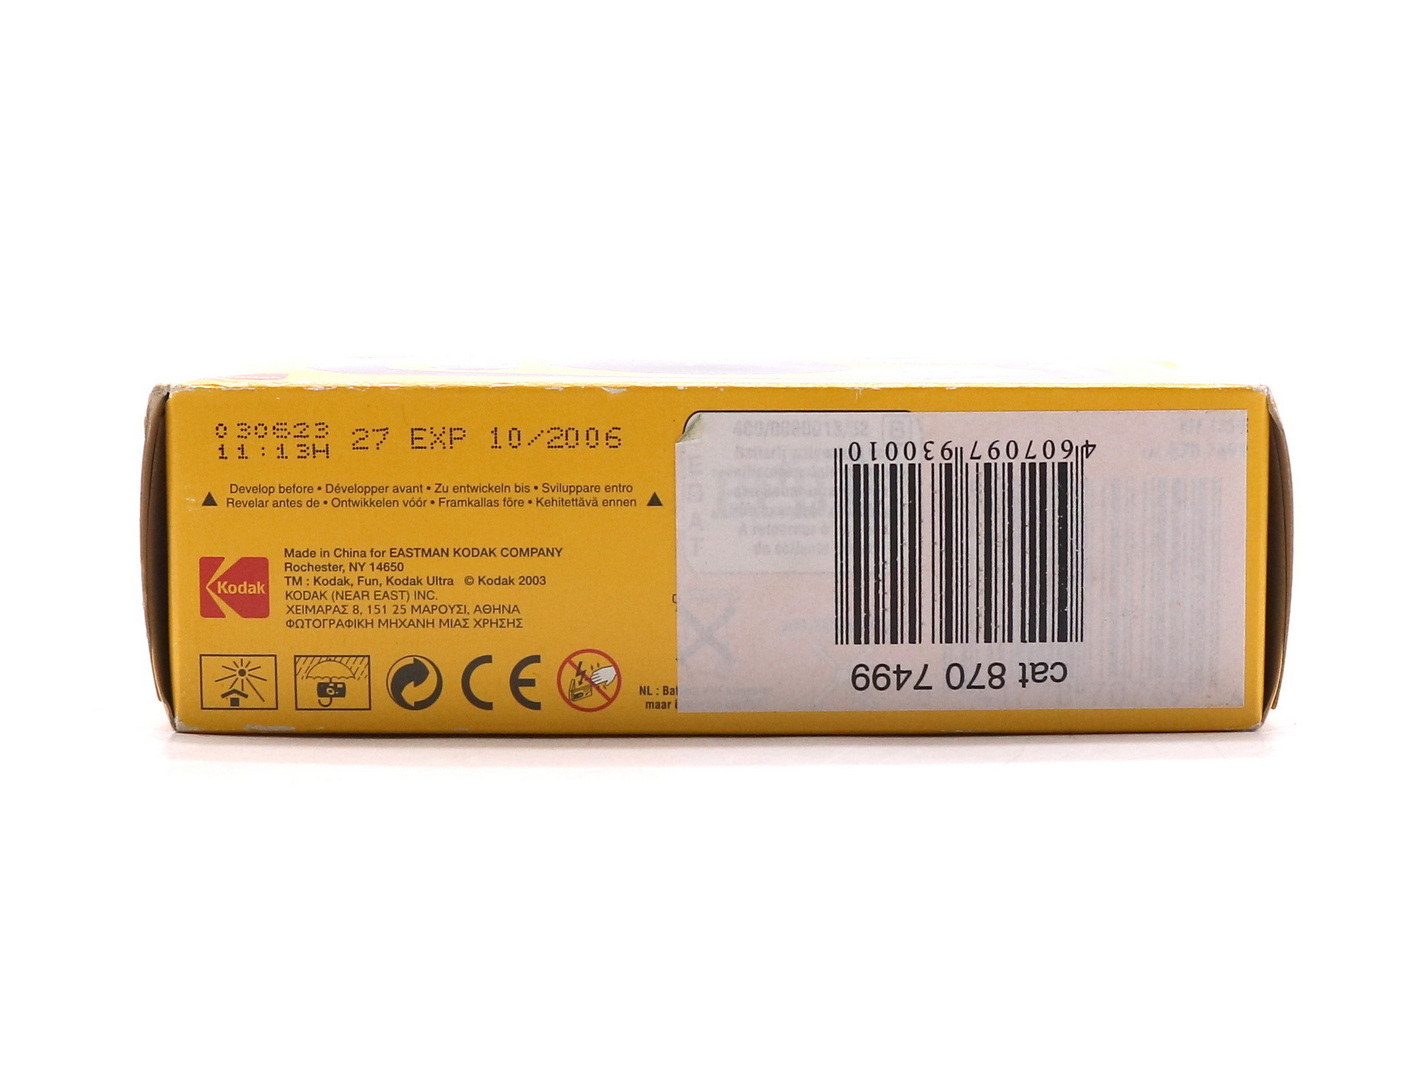 030623
11:13H
27 EXP 10/2006
Develop before • Développer avant • Zu entwickeln bis • Sviluppare entro
Revelar antes de • Ontwikkelen vóór • Framkallas före • Kehitettävä ennen
Kodak
Made in China for EASTMAN KODAK COMPANY
Rochester, NY 14650
TM : Kodak, Fun, Kodak Ultra © Kodak 2003
KODAK (NEAR EAST) INC.
ΧΕΙΜΑΡΑΣ 8, 151 25 ΜΑΡΟΥΣΙ, ΑΘΗΝΑ
ΦΩΤΟΓΡΑΦΙΚΗ ΜΗΧΑΝΗ ΜΙΑΣ ΧΡΗΣΗΣ
CE
NL :
maar
4607097930010
cat 870 7499